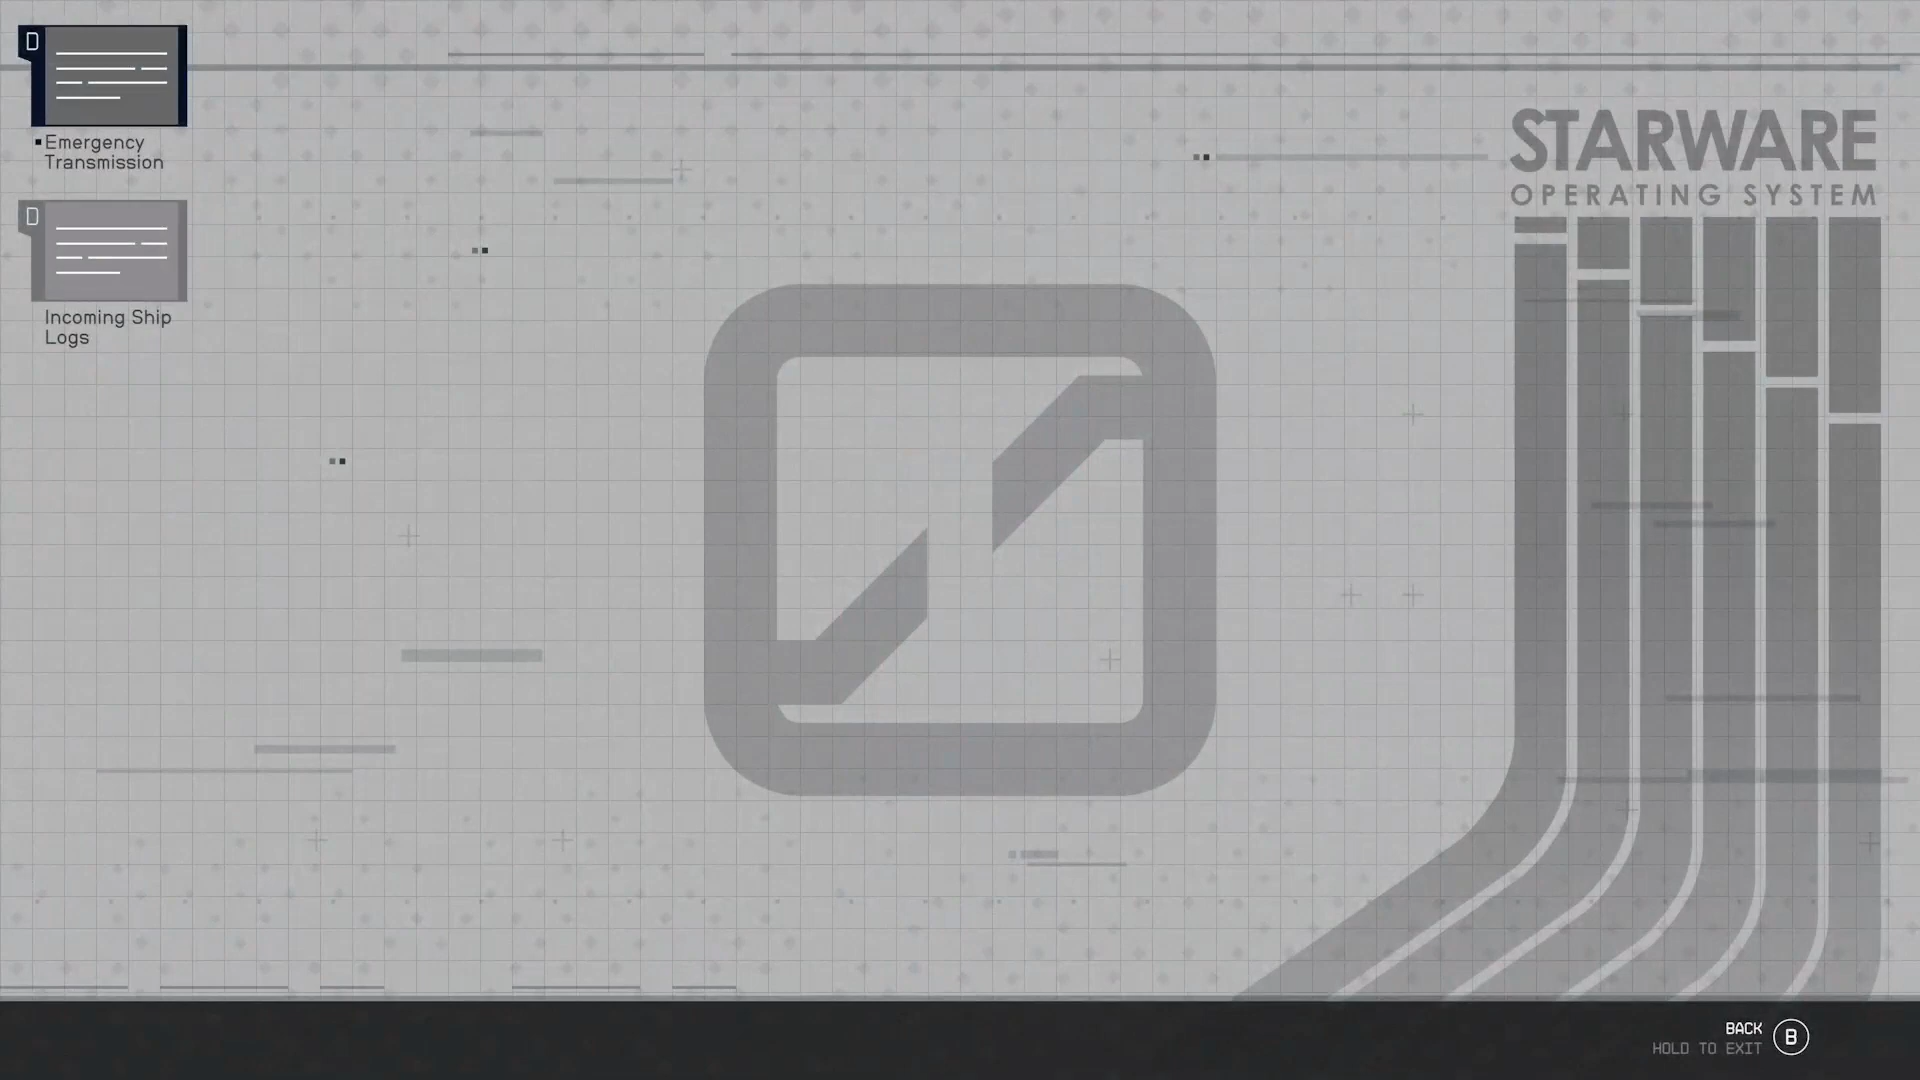 D
Emergency
Transmission
D
Incoming Ship
Logs
STARWARE
OPERATING SYSTEM
BACK
HOLD TO EXIT
B